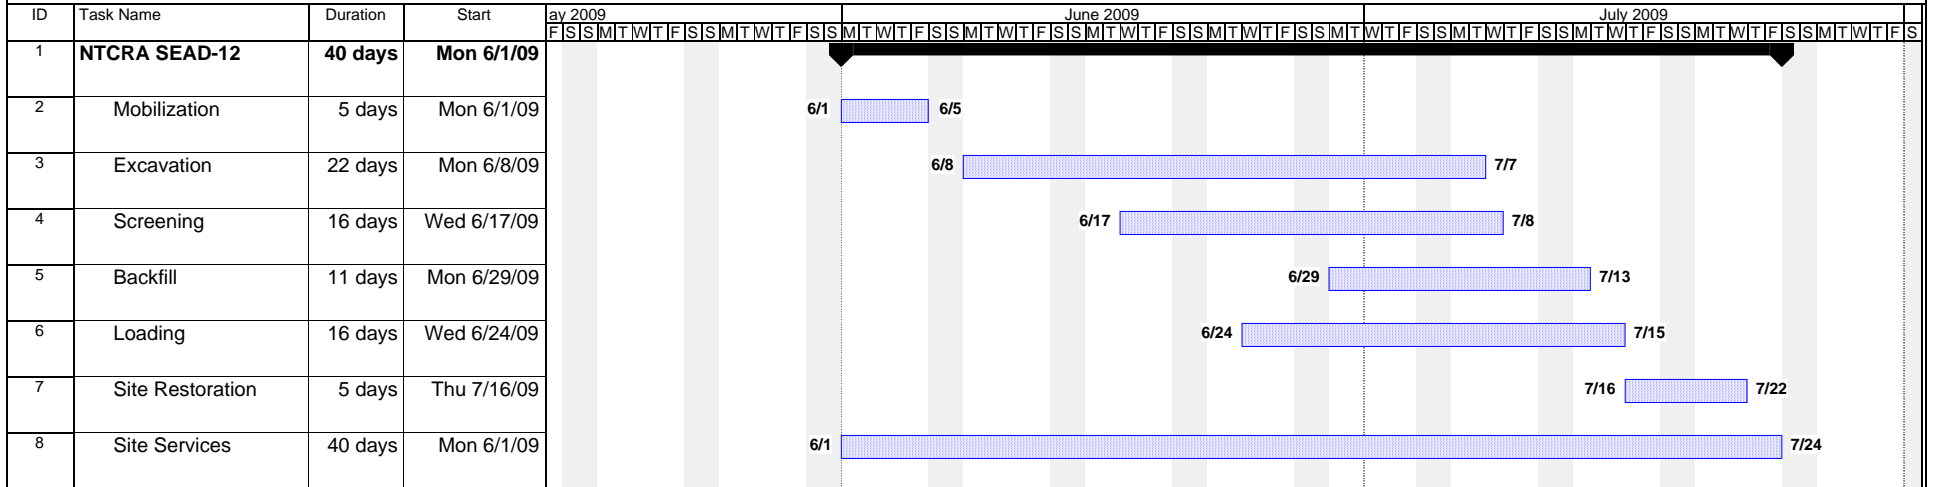 ID Task Name Duration Start ay 2009 June 2009 July 2009
F S S M T W T F S S M T W T F S S M T W T F S S M T W T F S S M T W T F S S M T W T F S S M T W T F S S M T W T F S S M T W T F S S M T W T F S S M T W T F S
1 NTCRA SEAD-12 40 days Mon 6/1/09
2 Mobilization 5 days Mon 6/1/09 6/1 6/5
3 Excavation 22 days Mon 6/8/09 6/8 7/7
4 Screening 16 days Wed 6/17/09 6/17 7/8
5 Backfill 11 days Mon 6/29/09 6/29 7/13
6 Loading 16 days Wed 6/24/09 6/24 7/15
7 Site Restoration 5 days Thu 7/16/09 7/16 7/22
8 Site Services 40 days Mon 6/1/09 6/1 7/24